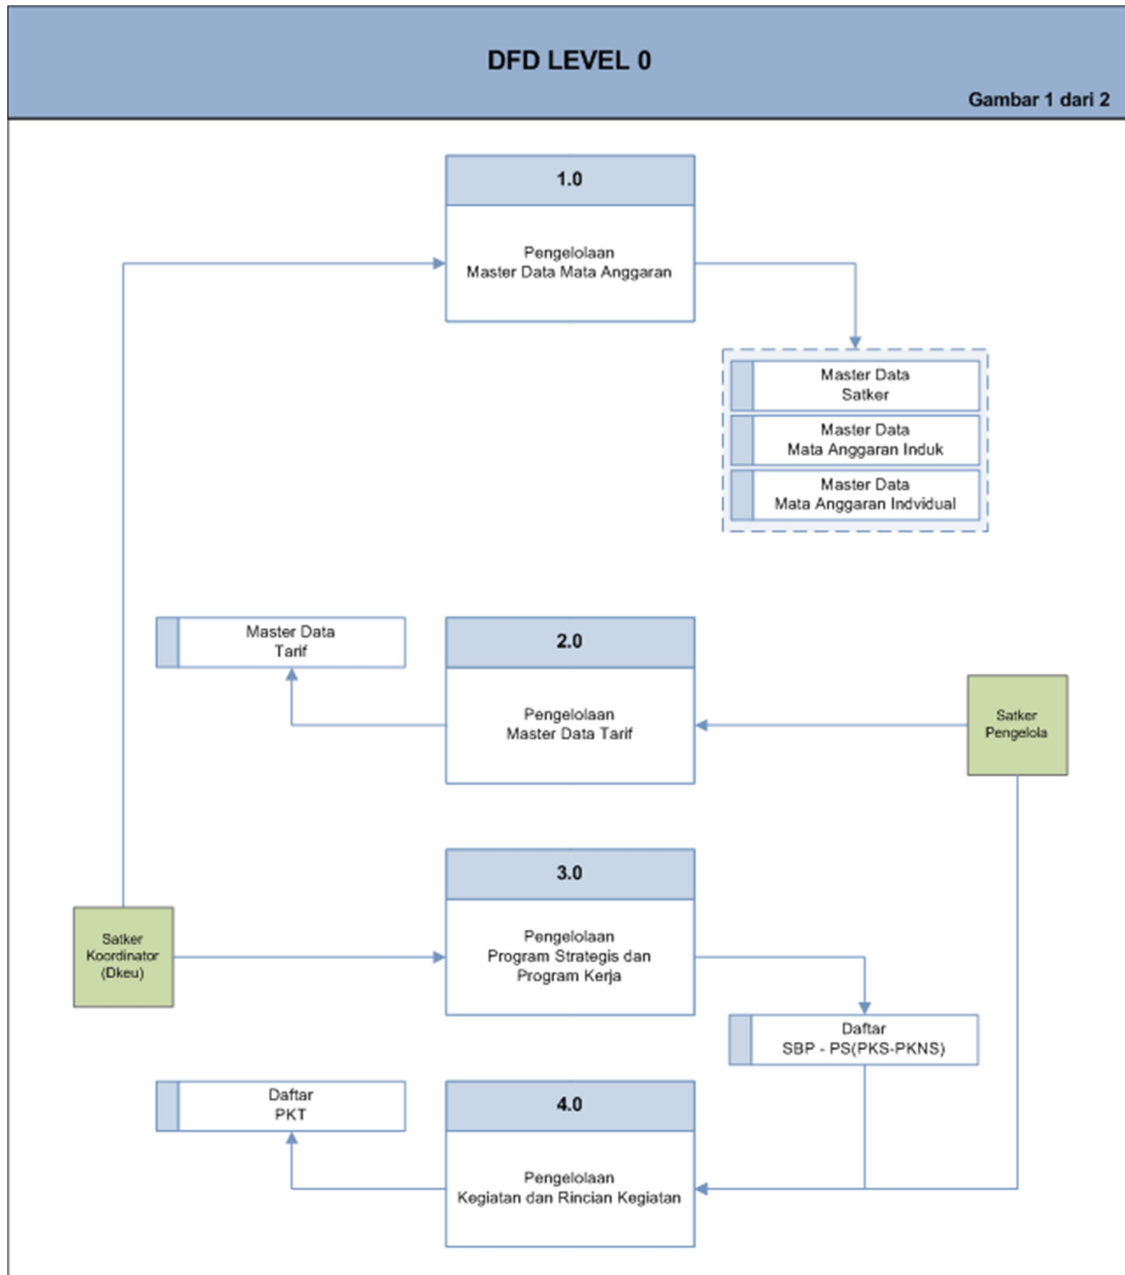 DFD LEVEL 0
Gambar 1 dari 2
1.0
Pengelolaan
Master Data Mata Anggaran
Master Data
Satker
Master Data
Mata Anggaran Induk
Master Data
Mata Anggaran Indvidual
Master Data
Tarif
2.0
Pengelolaan
Master Data Tarif
Satker
Pengelola
3.0
Pengelolaan
Program Strategis dan
Program Kerja
Satker
Koordinator
(Dkeu)
Daftar
SBP - PS(PKS-PKNS)
Daftar
PKT
4.0
Pengelolaan
Kegiatan dan Rincian Kegiatan